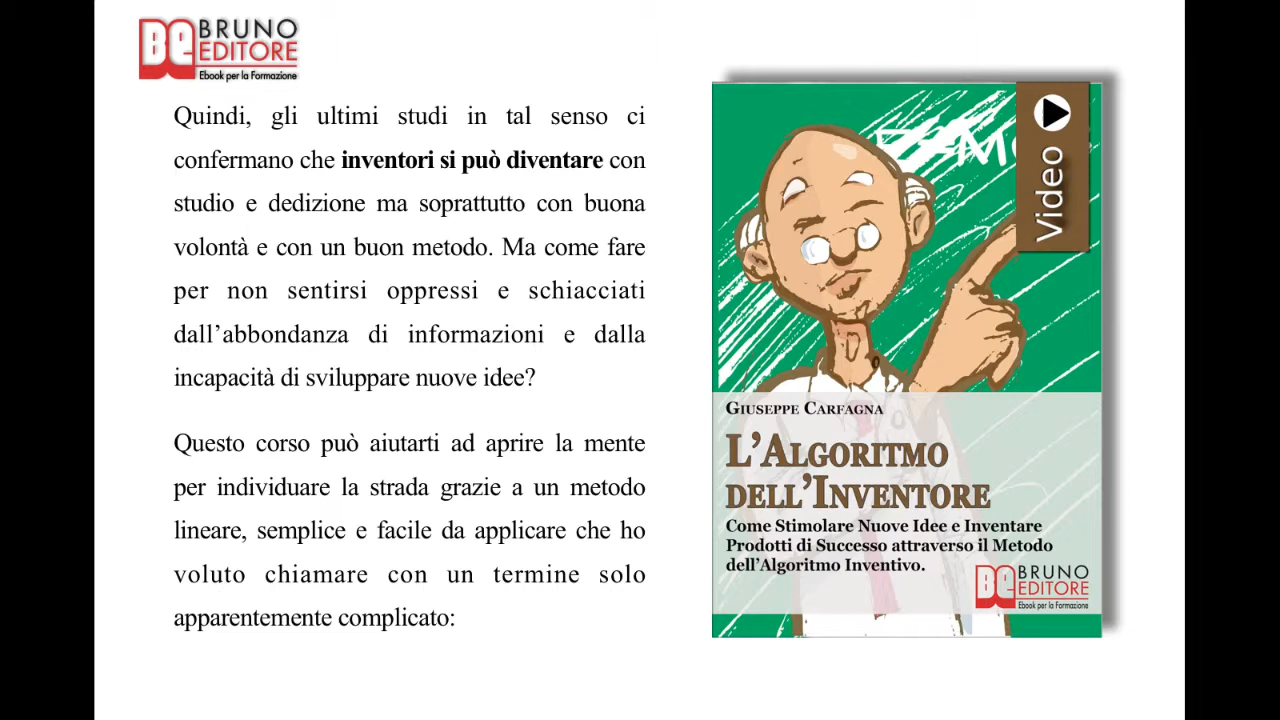 BRUNO
EDITORE
Ebook per la Formazione
Quindi, gli ultimi studi in tal senso ci
confermano che inventori si può diventare con
studio e dedizione ma soprattutto con buona
volontà e con un buon metodo. Ma come fare
per non sentirsi oppressi e schiacciati
dall’abbondanza di informazioni e dalla
incapacità di sviluppare nuove idee?
Questo corso può aiutarti ad aprire la mente
per individuare la strada grazie a un metodo
lineare, semplice e facile da applicare che ho
voluto chiamare con un termine solo
apparentemente complicato:
Video
GIUSEPPE CARFAGNA
L’ALGORITMO
DELL’INVENTORE
Come Stimolare Nuove Idee e Inventare
Prodotti di Successo attraverso il Metodo
dell’Algoritmo Inventivo.
BRUNO
EDITORE
Ebook per la Formazione